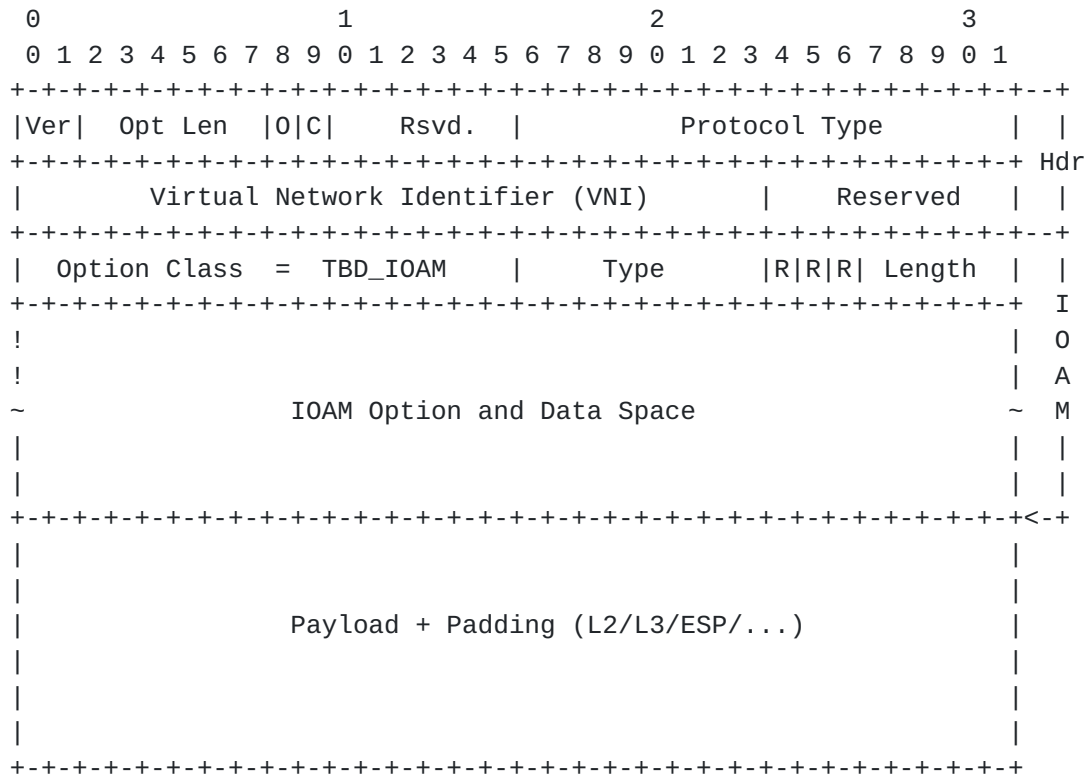 0                   1                   2                   3
 0 1 2 3 4 5 6 7 8 9 0 1 2 3 4 5 6 7 8 9 0 1 2 3 4 5 6 7 8 9 0 1
+-+-+-+-+-+-+-+-+-+-+-+-+-+-+-+-+-+-+-+-+-+-+-+-+-+-+-+-+-+-+-+-+--+
|Ver|  Opt Len  |O|C|    Rsvd.  |          Protocol Type        |  |
+-+-+-+-+-+-+-+-+-+-+-+-+-+-+-+-+-+-+-+-+-+-+-+-+-+-+-+-+-+-+-+-+ Hdr
|        Virtual Network Identifier (VNI)       |    Reserved   |  |
+-+-+-+-+-+-+-+-+-+-+-+-+-+-+-+-+-+-+-+-+-+-+-+-+-+-+-+-+-+-+-+-+--+
|  Option Class  =  TBD_IOAM    |     Type      |R|R|R| Length  |  |
+-+-+-+-+-+-+-+-+-+-+-+-+-+-+-+-+-+-+-+-+-+-+-+-+-+-+-+-+-+-+-+-+  I
!                                                               |  O
!                                                               |  A
~                 IOAM Option and Data Space                    ~  M
|                                                               |  |
|                                                               |  |
+-+-+-+-+-+-+-+-+-+-+-+-+-+-+-+-+-+-+-+-+-+-+-+-+-+-+-+-+-+-+-+-+<-+
|                                                               |
|                                                               |
|                 Payload + Padding (L2/L3/ESP/...)             |
|                                                               |
|                                                               |
|                                                               |
+-+-+-+-+-+-+-+-+-+-+-+-+-+-+-+-+-+-+-+-+-+-+-+-+-+-+-+-+-+-+-+-+